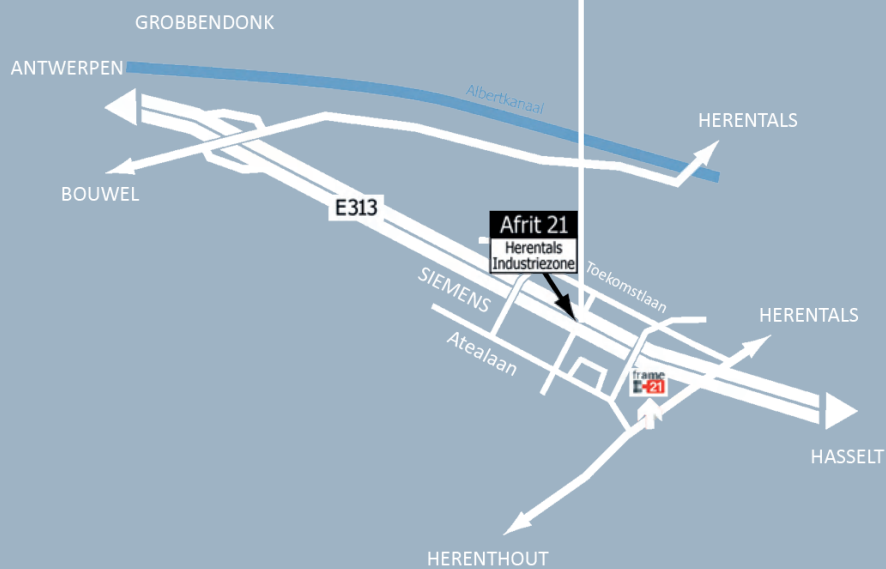 GROBBENDONK
ANTWERPEN
Albertkanaal
HERENTALS
BOUWEL
E313
Afrit 21
Herentals
Industriezone
SIEMENS
Toekomstlaan
HERENTALS
Atealaan
frame
21
HASSELT
HERENTHOUT